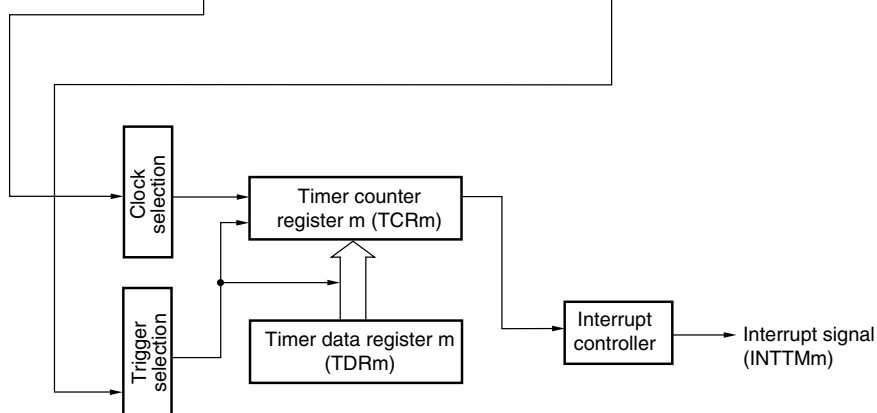 Clock
selection
Timer counter
register m (TCRm)
Trigger
selection
Timer data register m
(TDRm)
Interrupt
controller
Interrupt signal
(INTTMm)